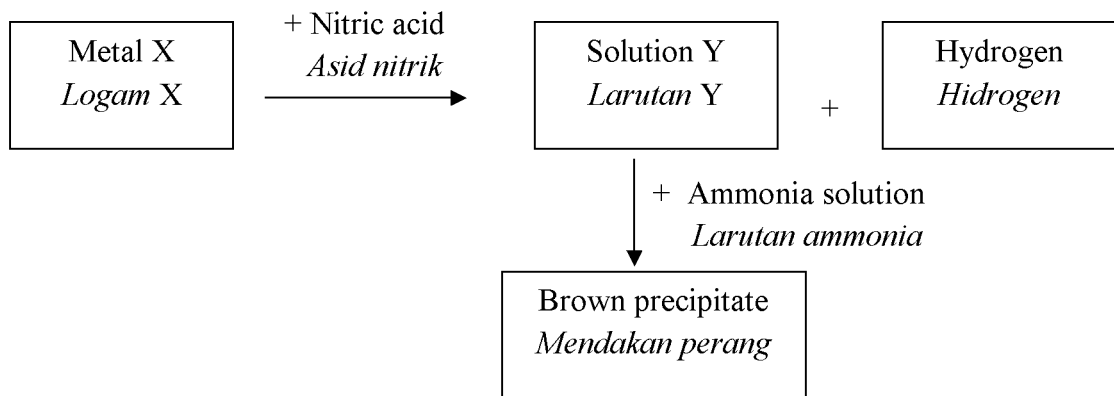 Metal X
Logam X
+ Nitric acid
Asid nitrik
Solution Y
Larutan Y
+
Hydrogen
Hidrogen
+ Ammonia solution
Larutan ammonia
Brown precipitate
Mendakan perang